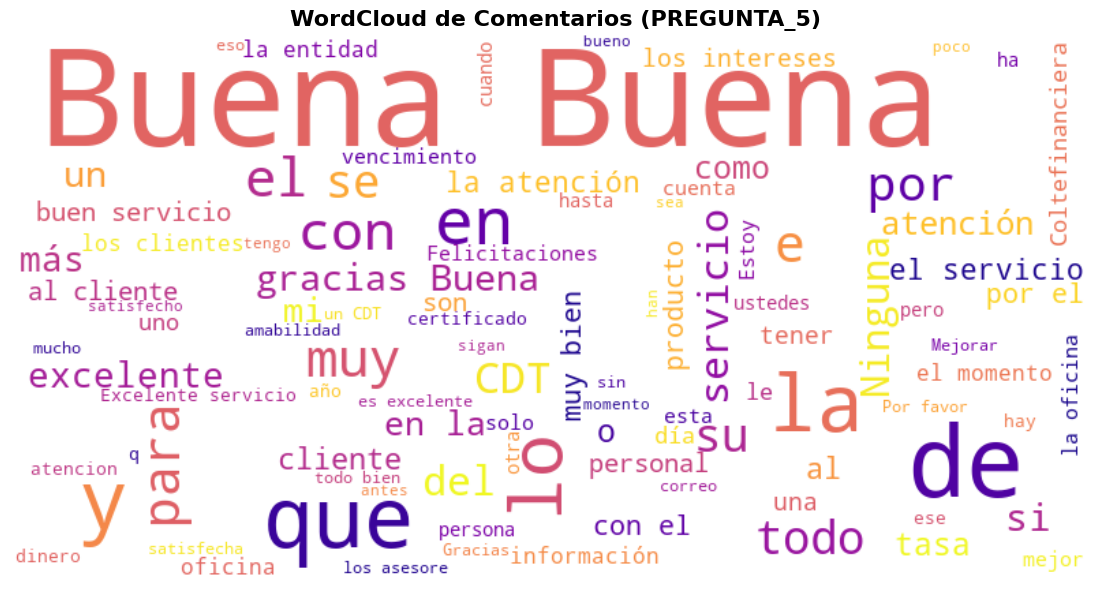 WordCloud de Comentarios (PREGUNTA_5)
Buena Buena
eso
la entidad
cuando
bueno
los intereses
poco
ha
Coltefinanciera
vencimiento
un
el
se
la atención
como
cuenta
hasta
sea
por
buen servicio
con
en
atención
los clientes
tengo
Felicitaciones
servicio
Estoy
e
Ninguna
más
gracias Buena
producto
el servicio
al cliente
satisfecho
mi
un CDT
son
certificado
muy bien
han
ustedes
pero
por el
uno
amabilidad
tener
mucho
muy
sigan
Mejorar
la oficina
excelente
CDT
sin
la
el momento
Excelente servicio
año
es excelente
solo
momento
le
Por favor
para
en la
o
esta
día
su
hay
q
cliente
otra
lo
personal
al
de
atencion
todo bien
antes
del
correo
y
que
una
ese
si
persona
con el
todo
tasa
dinero
satisfecha
oficina
Gracias
información
los asesore
mejor